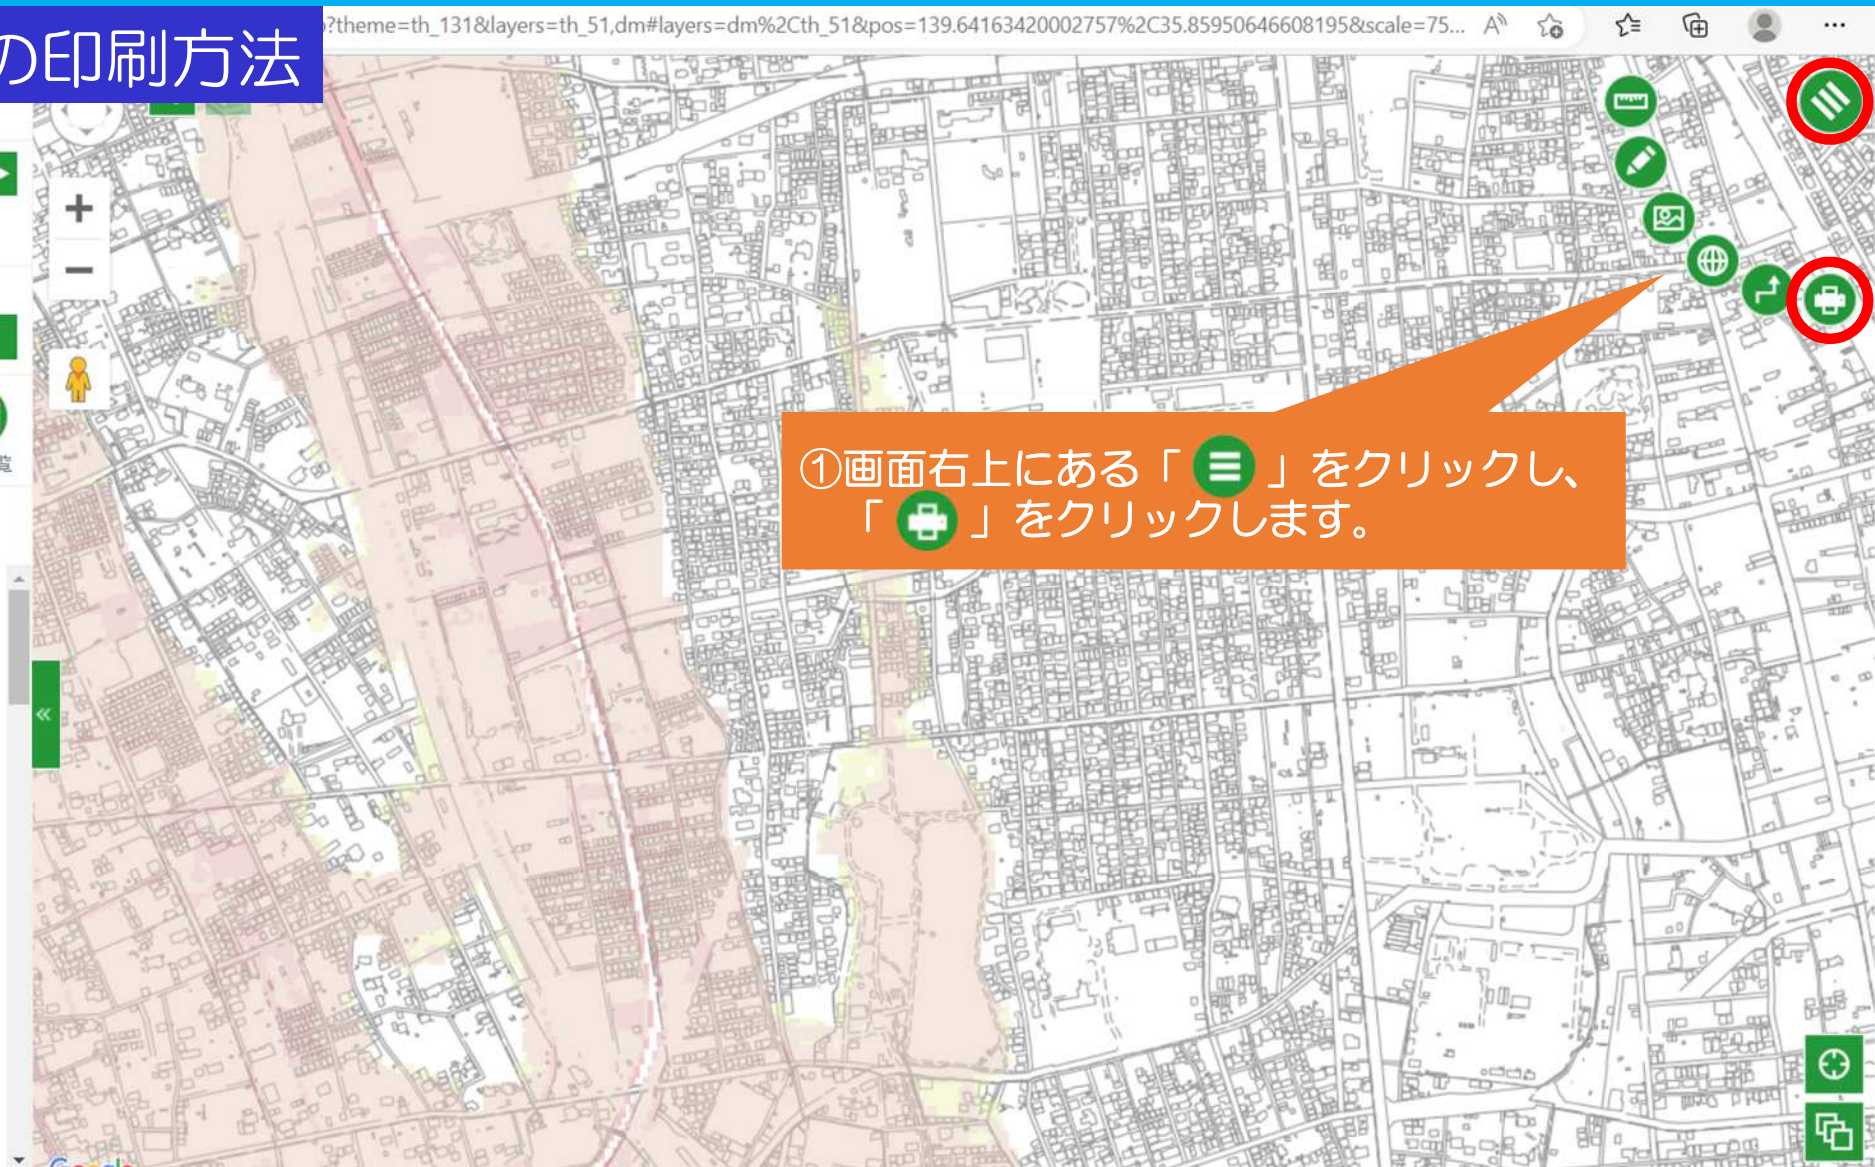 の印刷方法
?theme=th_131&layers=th_51,dm#layers=dm%2Cth_51&pos=139.64163420002757%2C35.85950646608195&scale=75...
覧
①画面右上にある「 」をクリックし、
「 」をクリックします。